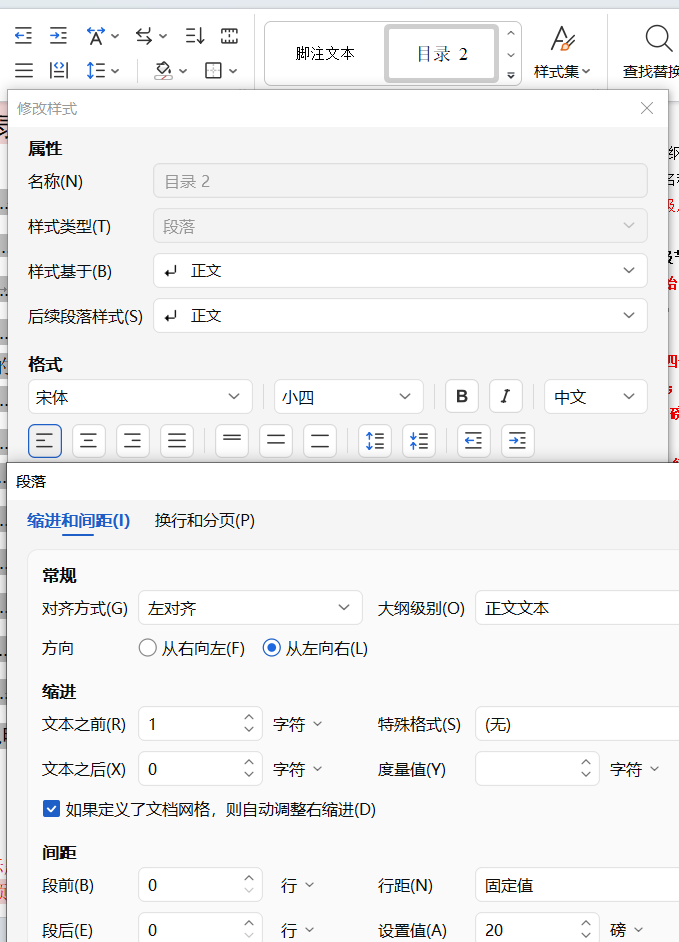 脚注文本
目录 2
样式集
查找替换
修改样式
属性
名称(N)
目录 2
样式类型(T)
段落
样式基于(B)
正文
后续段落样式(S)
正文
格式
宋体
小四
B
I
中文
段落
缩进和间距(I)
换行和分页(P)
常规
对齐方式(G)
左对齐
大纲级别(O)
正文文本
方向
从右向左(F)
从左向右(L)
缩进
文本之前(R)
1
字符
特殊格式(S)
(无)
文本之后(X)
0
字符
度量值(Y)
字符
如果定义了文档网格，则自动调整右缩进(D)
间距
段前(B)
0
行
行距(N)
固定值
段后(E)
0
行
设置值(A)
20
磅